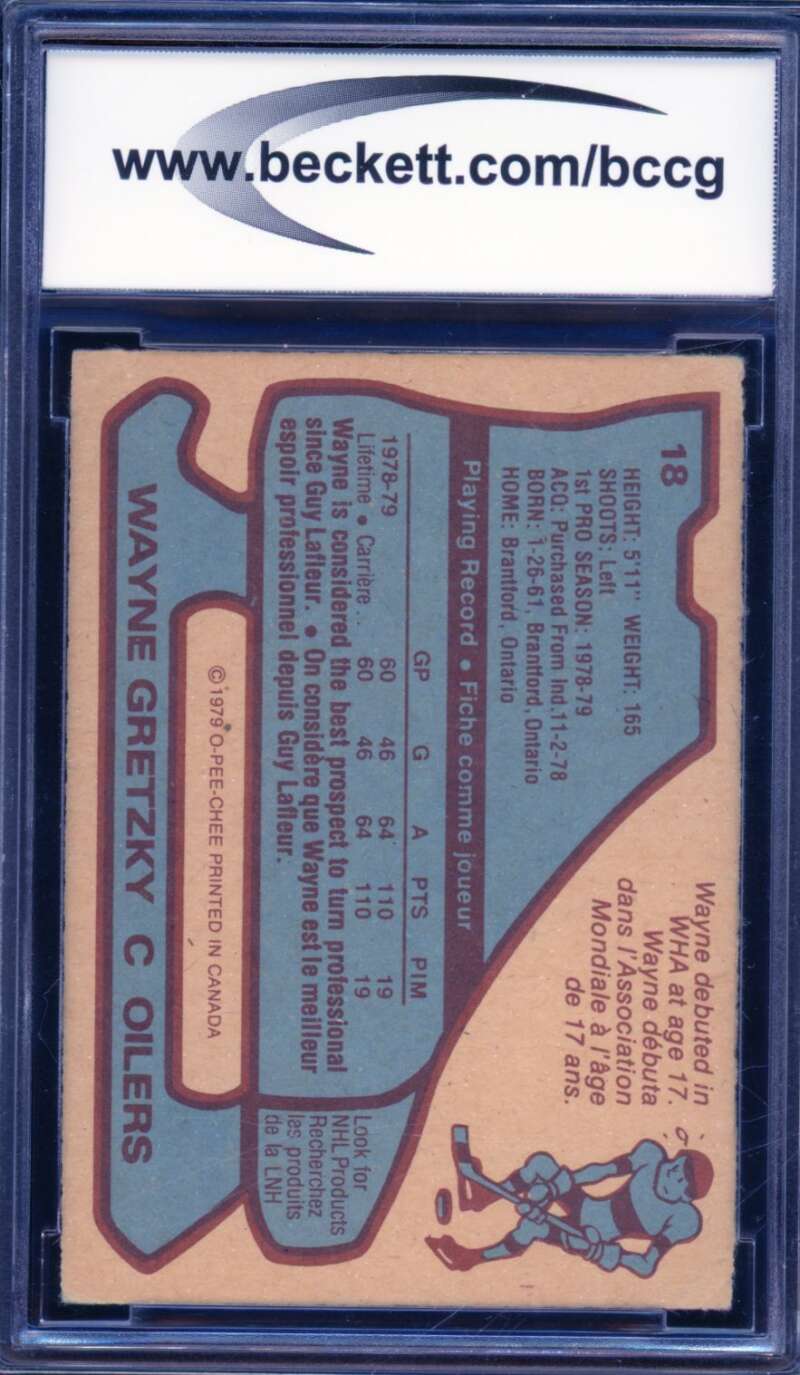 www.beckett.com/bccg
18
HEIGHT: 5'11" WEIGHT: 165
SHOOTS: Left
1st PRO SEASON: 1978-79
ACQ: Purchased From Ind. 11-2-78
BORN: 1-26-61, Brantford, Ontario
HOME: Brantford, Ontario
Wayne debuted in
WHA at age 17.
Wayne débuta
dans l'Association
Mondiale à l'âge
de 17 ans.
Playing Record • Fiche comme joueur
GP G A PTS PIM
1978-79 60 46 64 110 19
Lifetime • Carrière .. 60 46 64 110 19
Wayne is considered the best prospect to turn professional
since Guy Lafleur. • On considère que Wayne est le meilleur
espoir professionnel depuis Guy Lafleur.
Look for
NHL Products
Recherchez
las produits
de la LNH
© 1979 O-PEE-CHEE PRINTED IN CANADA
WAYNE GRETZKY C OILERS